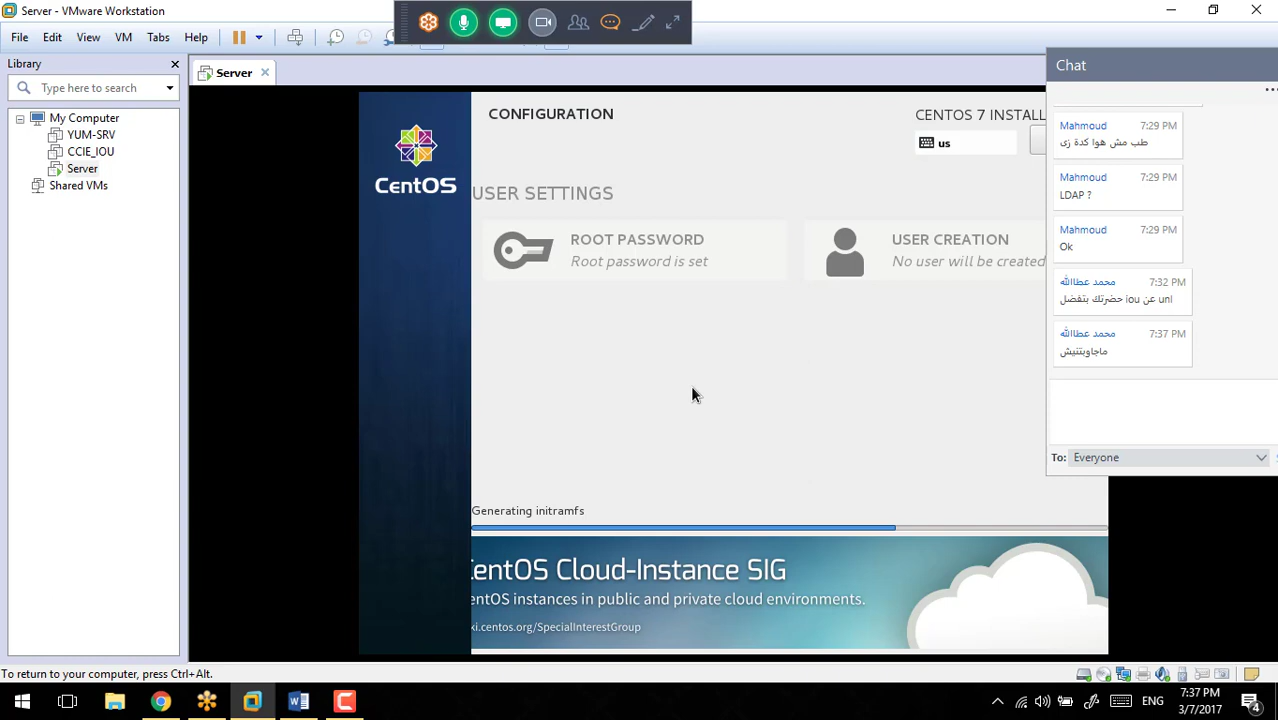 Server - VMware Workstation
File Edit View VM Tabs Help
Library
Type here to search
My Computer
YUM-SRV
CCIE_IOU
Server
Shared VMs
Server
CentOS
CONFIGURATION
CENTOS 7 INSTALL
us
USER SETTINGS
ROOT PASSWORD
Root password is set
USER CREATION
No user will be created
Generating initramfs
CentOS Cloud-Instance SIG
entOS instances in public and private cloud environments.
ki.centos.org/SpecialInterestGroup
Chat
Mahmoud 7:29 PM
طب مش هوا كدة زى
Mahmoud 7:29 PM
LDAP ?
Mahmoud 7:29 PM
Ok
محمد عطاالله 7:32 PM
حضرتك بتفضل iou عن unl
محمد عطاالله 7:37 PM
ماجاوبتنيش
To: Everyone
To return to your computer, press Ctrl+Alt.
ENG
7:37 PM
3/7/2017
4